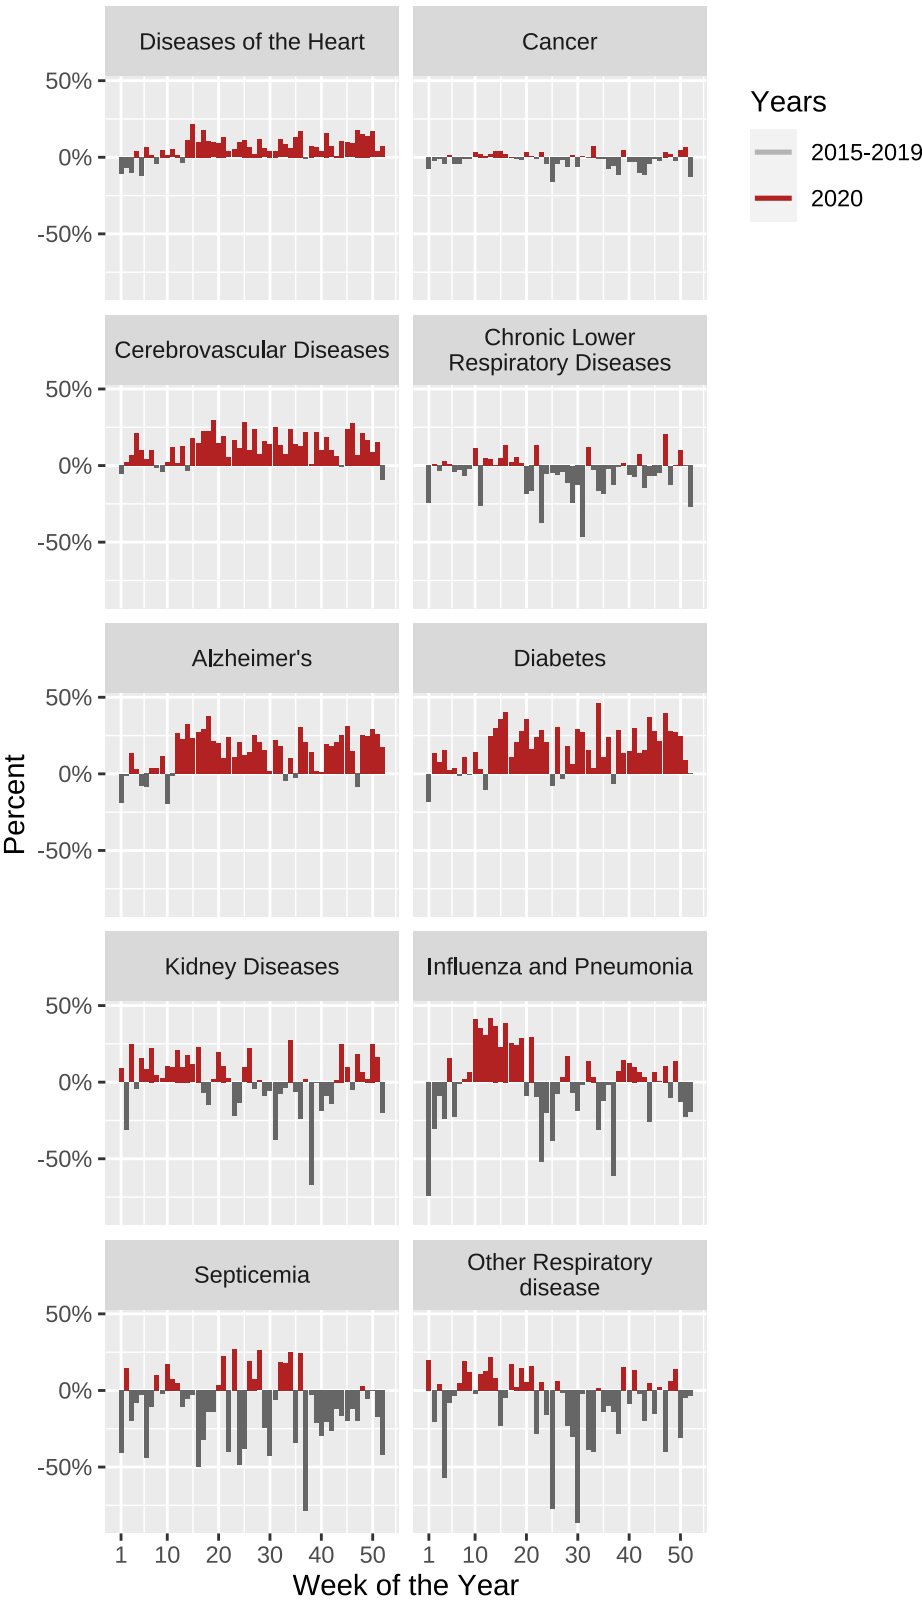 Diseases of the Heart
Cancer
50%
0%
-50%
Years
2015-2019
2020
Cerebrovascular Diseases
Chronic Lower
Respiratory Diseases
50%
0%
-50%
Alzheimer's
Diabetes
50%
0%
-50%
Percent
Kidney Diseases
Influenza and Pneumonia
50%
0%
-50%
Septicemia
Other Respiratory
disease
50%
0%
-50%
1 10 20 30 40 50
1 10 20 30 40 50
Week of the Year